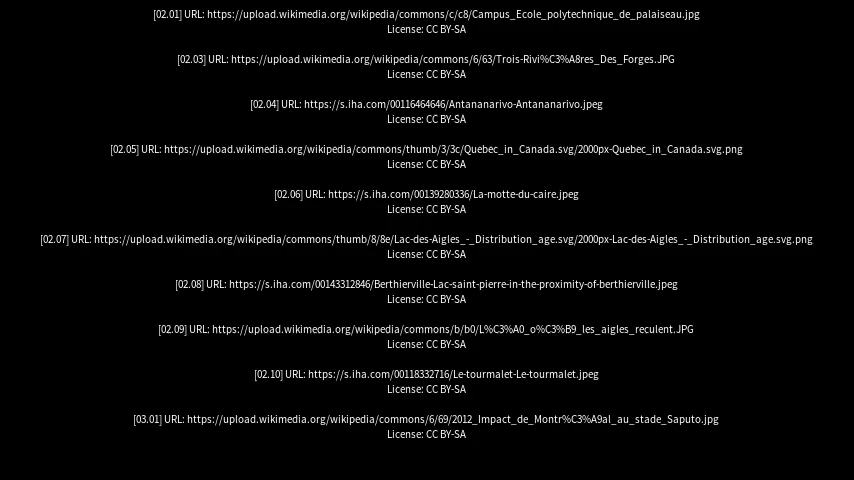 [02.01] URL: https://upload.wikimedia.org/wikipedia/commons/c/c8/Campus_Ecole_polytechnique_de_palaiseau.jpg
License: CC BY-SA
[02.03] URL: https://upload.wikimedia.org/wikipedia/commons/6/63/Trois-Rivi%C3%A8res_Des_Forges.JPG
License: CC BY-SA
[02.04] URL: https://s.iha.com/00116464646/Antananarivo-Antananarivo.jpeg
License: CC BY-SA
[02.05] URL: https://upload.wikimedia.org/wikipedia/commons/thumb/3/3c/Quebec_in_Canada.svg/2000px-Quebec_in_Canada.svg.png
License: CC BY-SA
[02.06] URL: https://s.iha.com/00139280336/La-motte-du-caire.jpeg
License: CC BY-SA
[02.07] URL: https://upload.wikimedia.org/wikipedia/commons/thumb/8/8e/Lac-des-Aigles_-_Distribution_age.svg/2000px-Lac-des-Aigles_-_Distribution_age.svg.png
License: CC BY-SA
[02.08] URL: https://s.iha.com/00143312846/Berthierville-Lac-saint-pierre-in-the-proximity-of-berthierville.jpeg
License: CC BY-SA
[02.09] URL: https://upload.wikimedia.org/wikipedia/commons/b/b0/L%C3%A0_o%C3%B9_les_aigles_reculent.JPG
License: CC BY-SA
[02.10] URL: https://s.iha.com/00118332716/Le-tourmalet-Le-tourmalet.jpeg
License: CC BY-SA
[03.01] URL: https://upload.wikimedia.org/wikipedia/commons/6/69/2012_Impact_de_Montr%C3%A9al_au_stade_Saputo.jpg
License: CC BY-SA